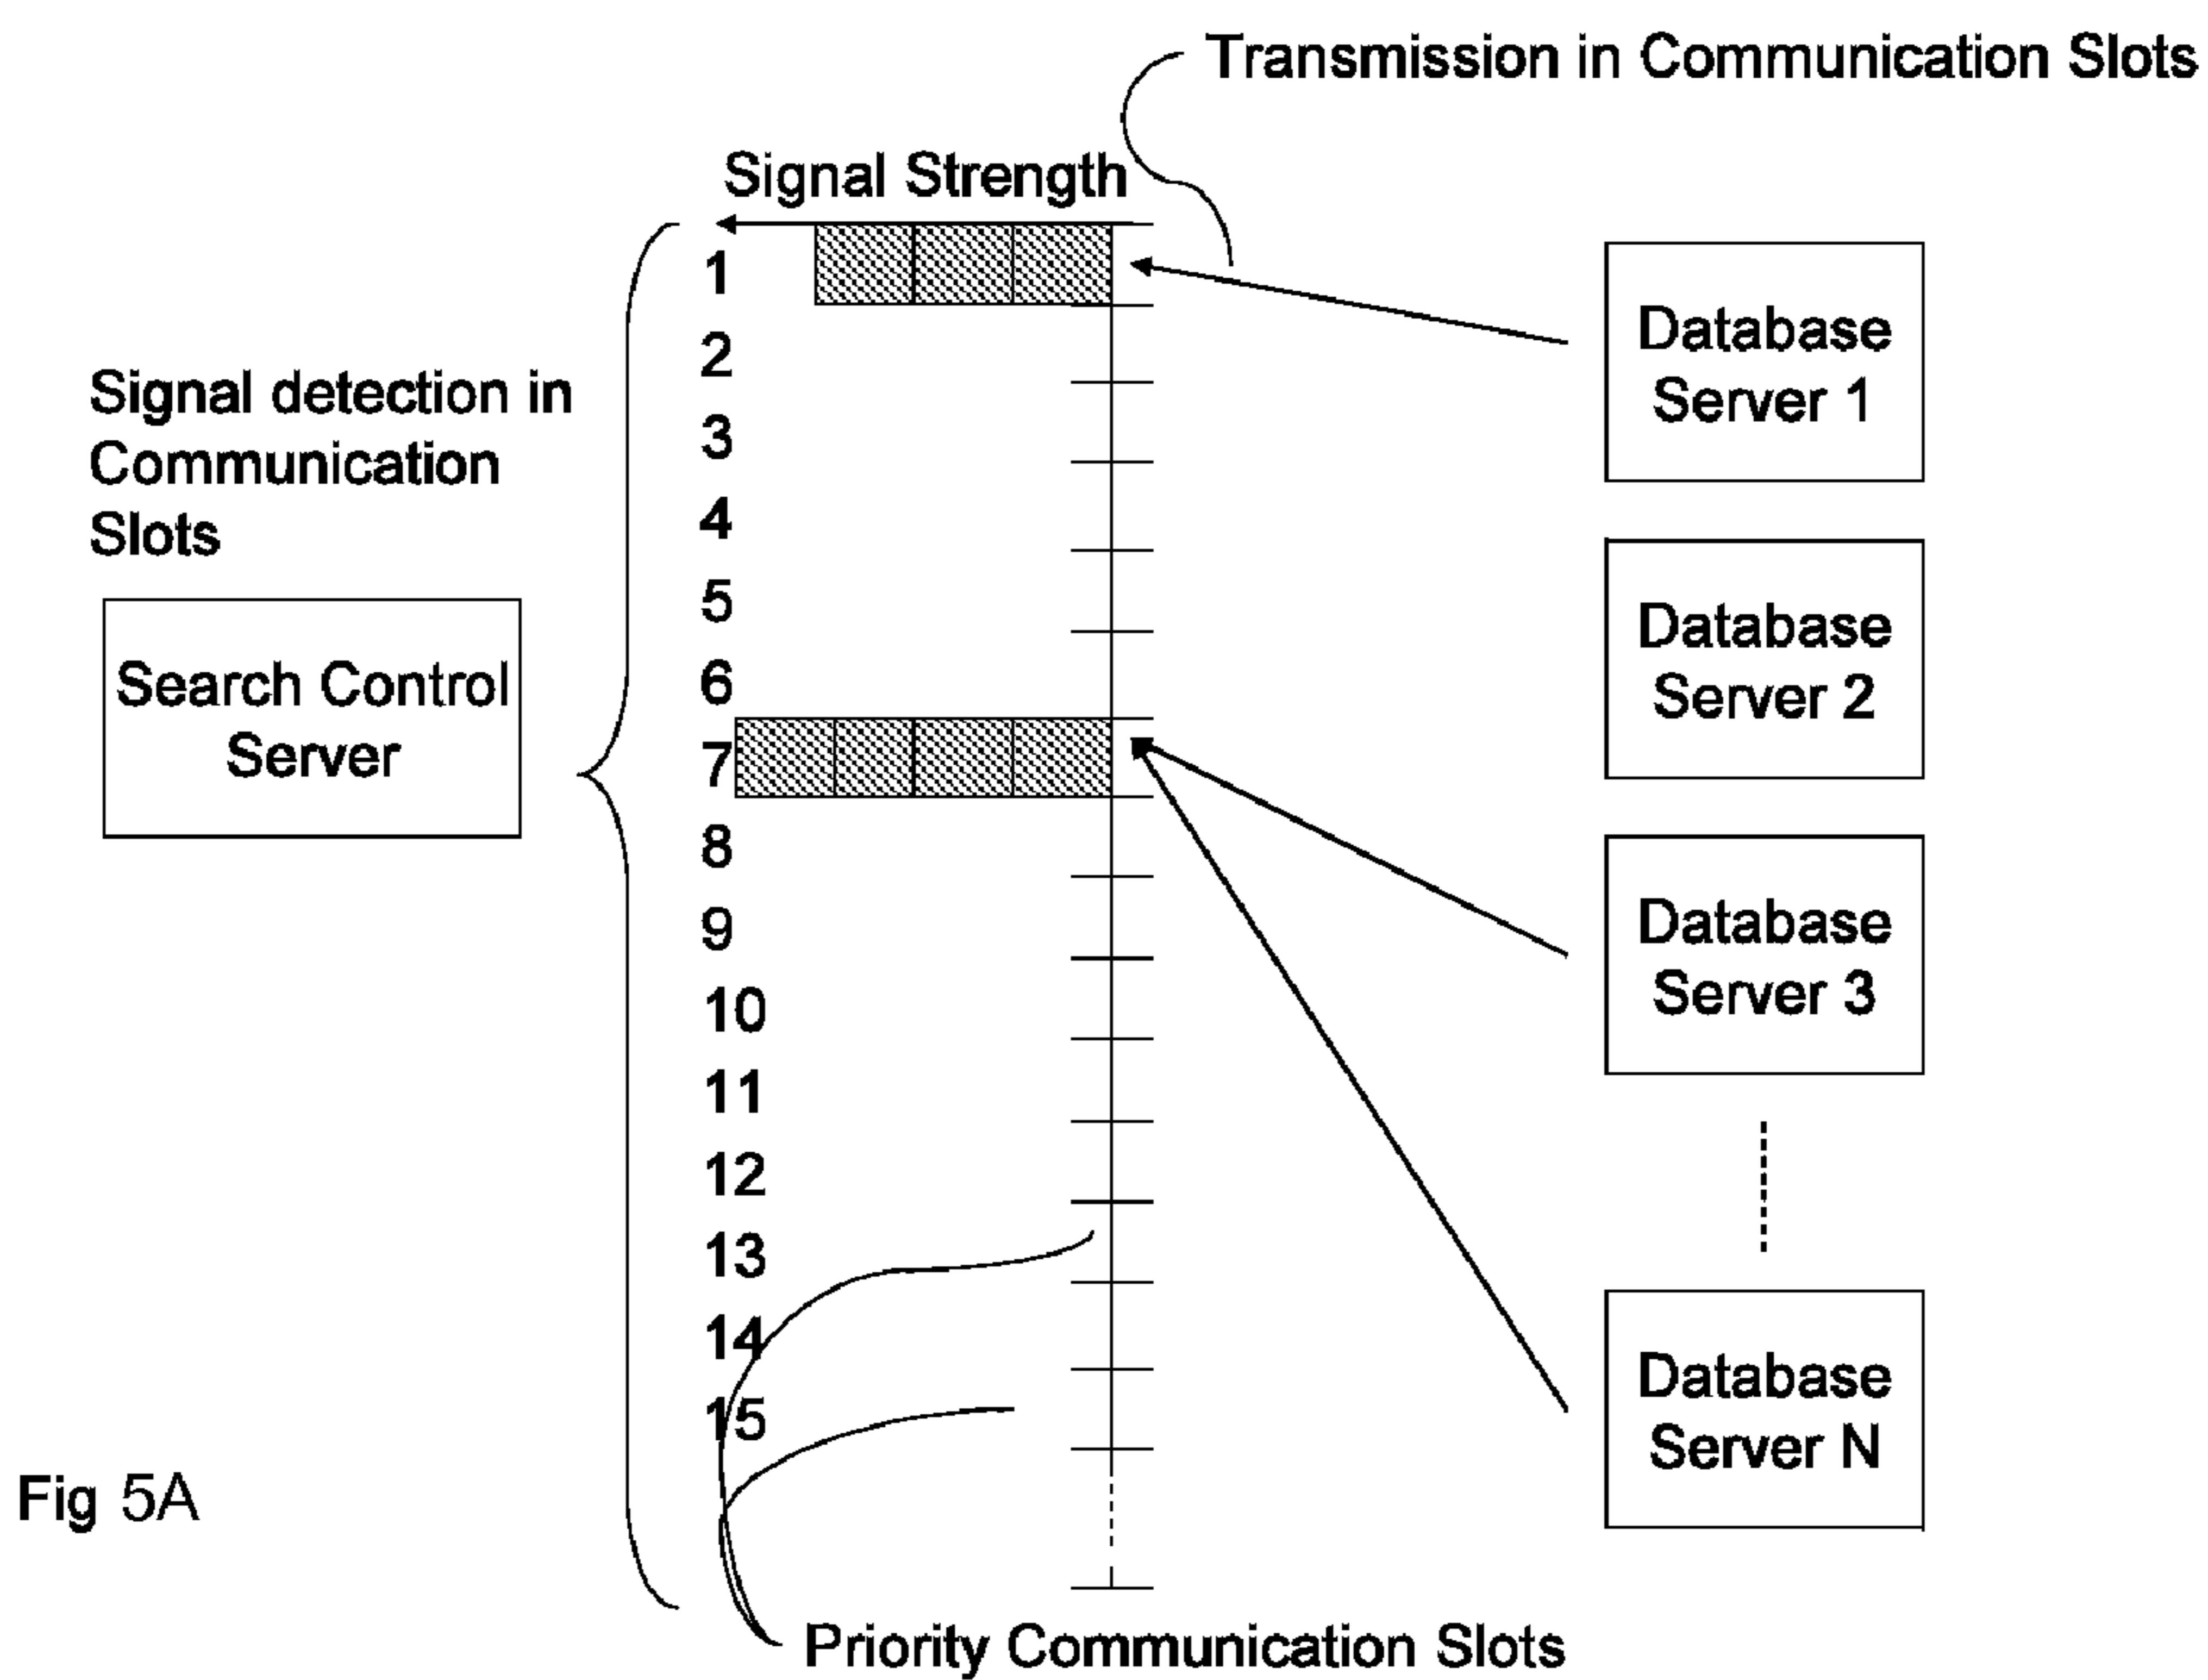 Transmission in Communication Slots
Signal Strength
Signal detection in
Communication
Slots
Search Control
Server
1
2
3
4
5
6
7
8
9
10
11
12
13
14
15
Database
Server 1
Database
Server 2
Database
Server 3
Database
Server N
Fig 5A
Priority Communication Slots